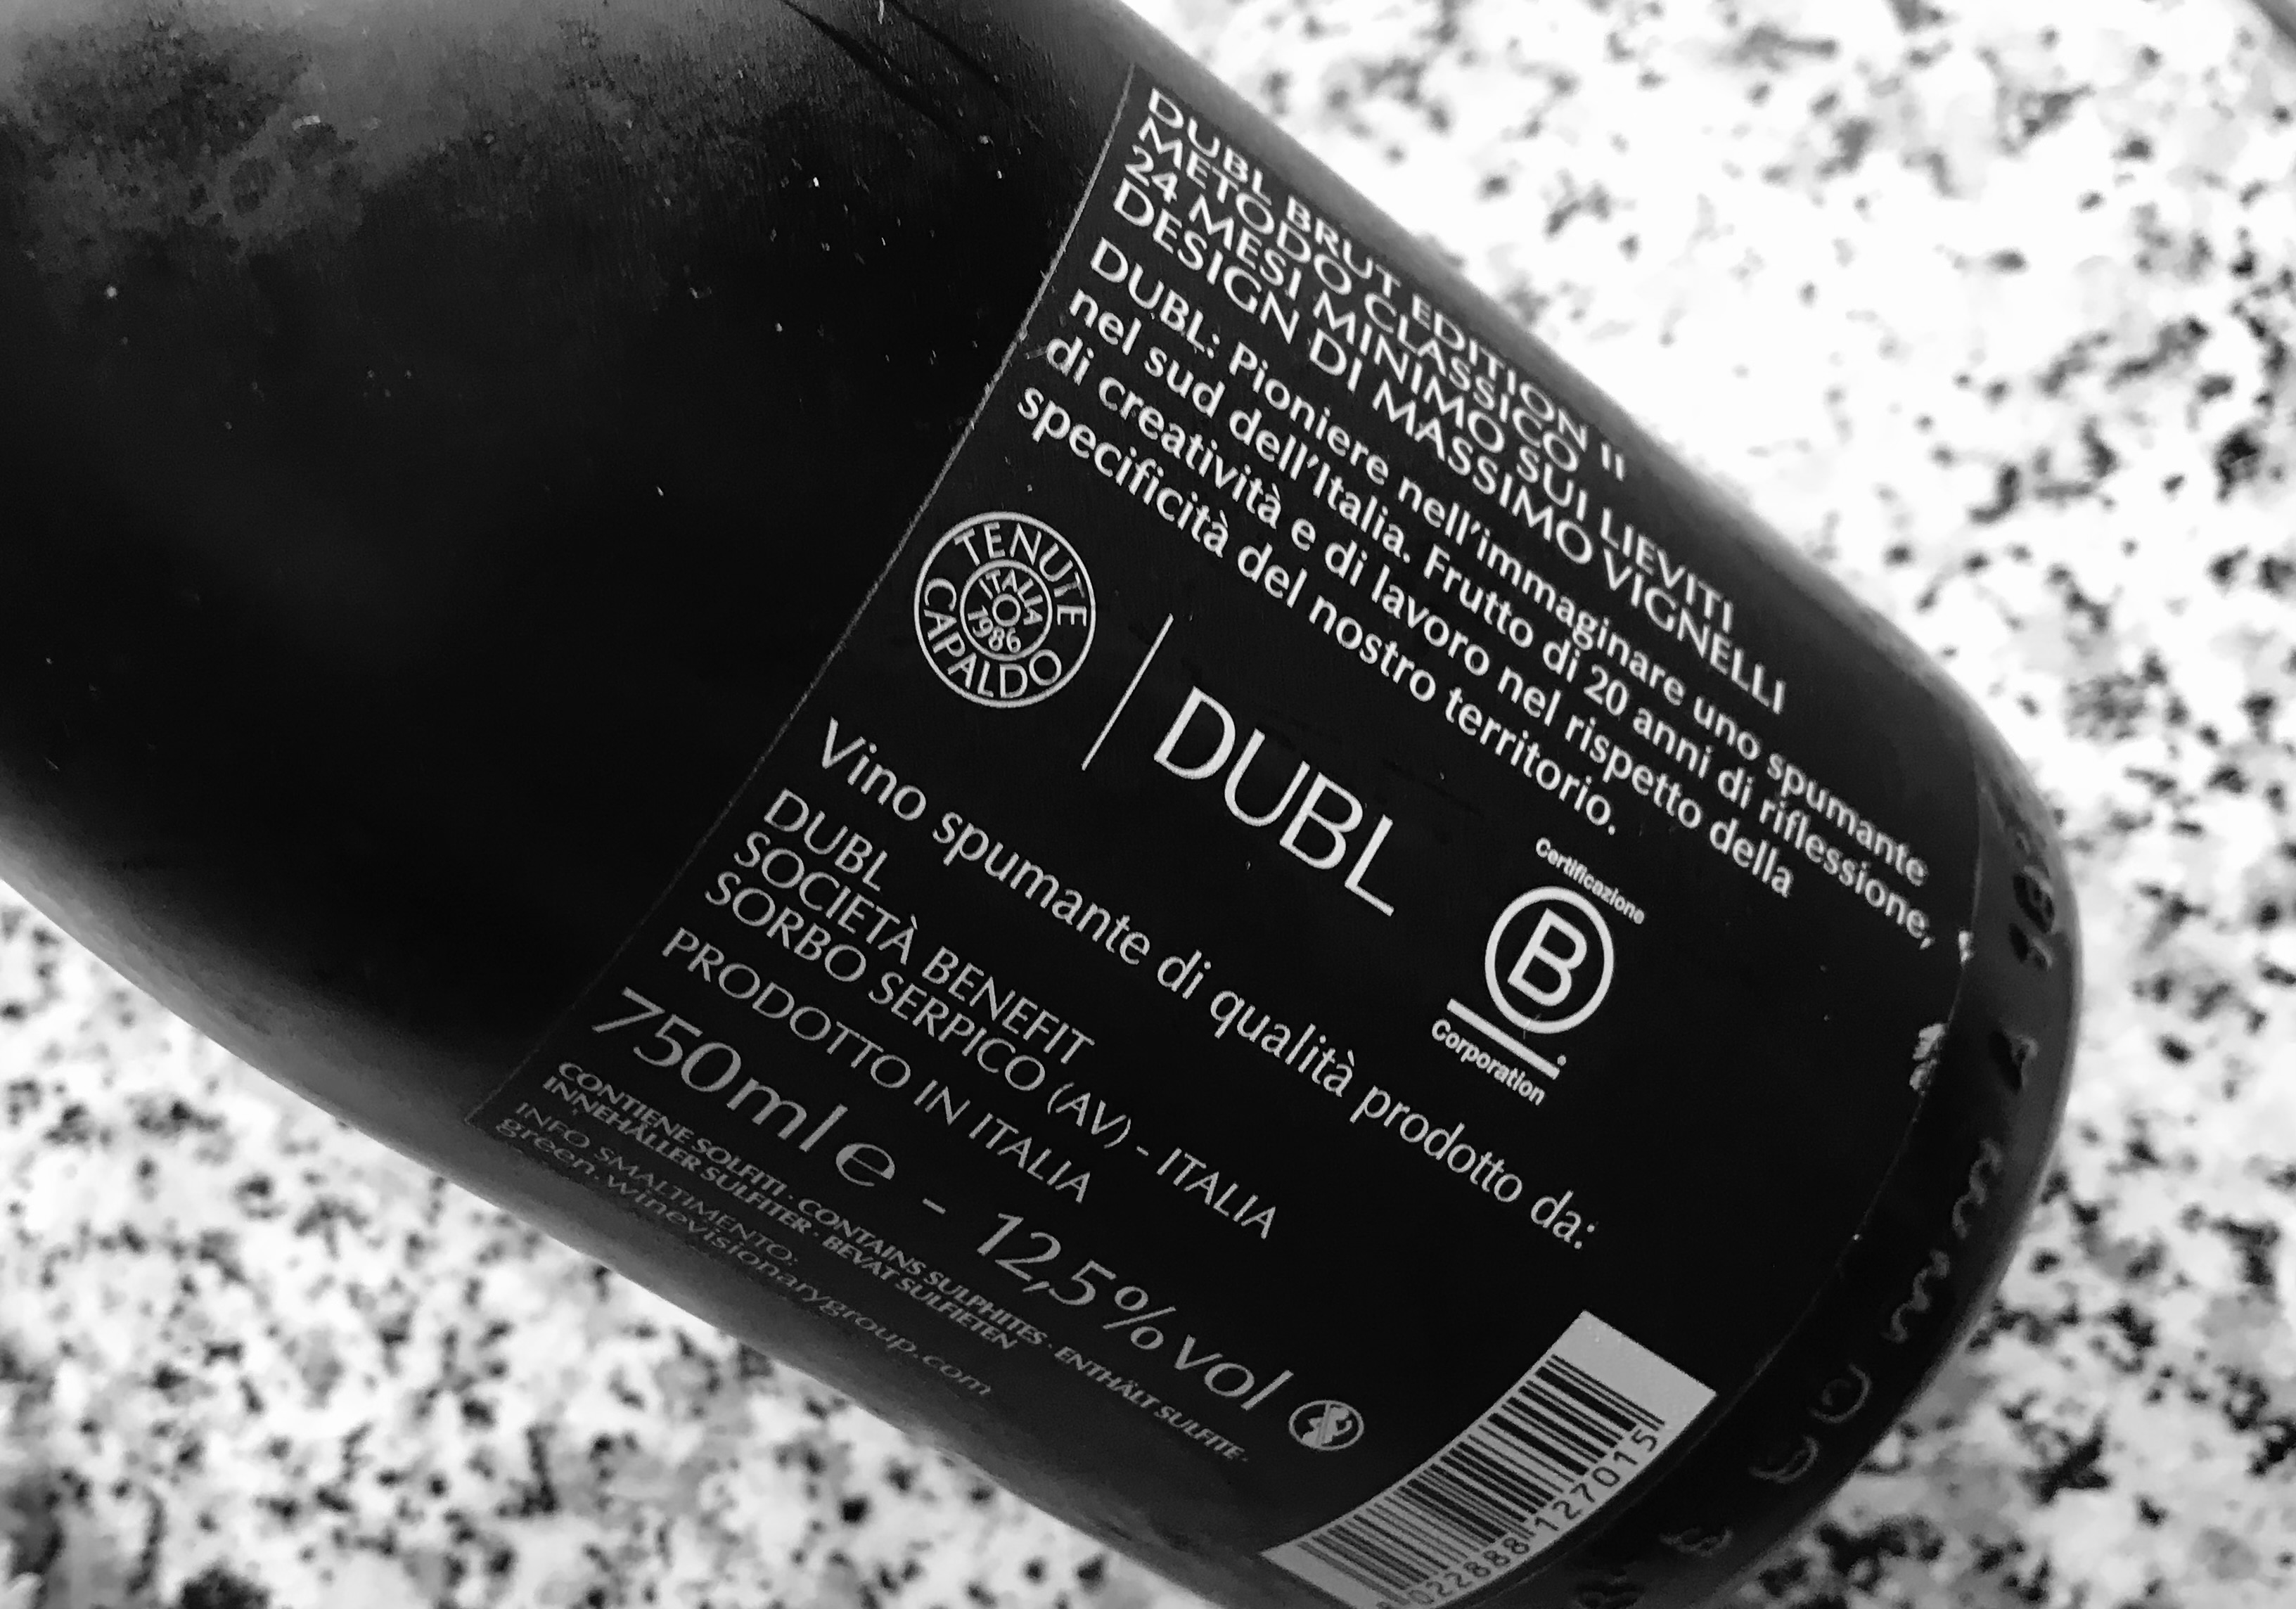 DUBL BRUT EDITION II
METODO CLASSICO
24 MESI MINIMO SUI LIEVITI
DESIGN DI MASSIMO VIGNELLI
DUBL: Pioniere nell'immaginare uno spumante
nel sud dell'Italia. Frutto di 20 anni di riflessione,
di creatività e di lavoro nel rispetto della
specificità del nostro territorio.
TENUTE
CAPALDO
ITALIA
1986
DUBL
Certificazione
B
Corporation
Vino spumante di qualità prodotto da:
DUBL
SOCIETÀ BENEFIT
SORBO SERPICO (AV) - ITALIA
PRODOTTO IN ITALIA
750ml e - 12,5% vol
CONTIENE SOLFITI · CONTAINS SULPHITES · ENTHÄLT SULFITE ·
INNEHÅLLER SULFITER · BEVAT SULFIETEN
INFO SMALTIMENTO:
green.winevisionarygroup.com
022888 127015